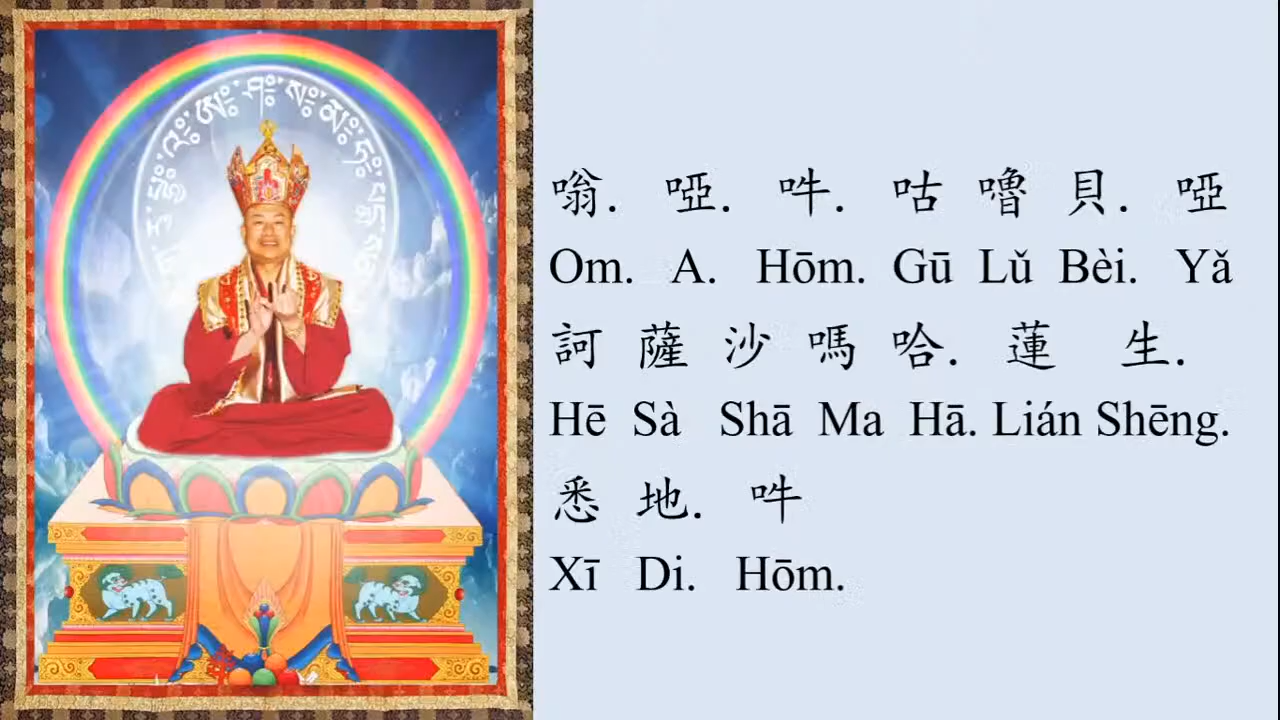 嗡. 啞. 吽. 咕 嚕 貝. 啞
Om. A. Hōm. Gū Lǔ Bèi. Yǎ
訶 薩 沙 嗎 哈. 蓮 生.
Hē Sà Shā Ma Hā. Lián Shēng.
悉 地. 吽
Xī Di. Hōm.